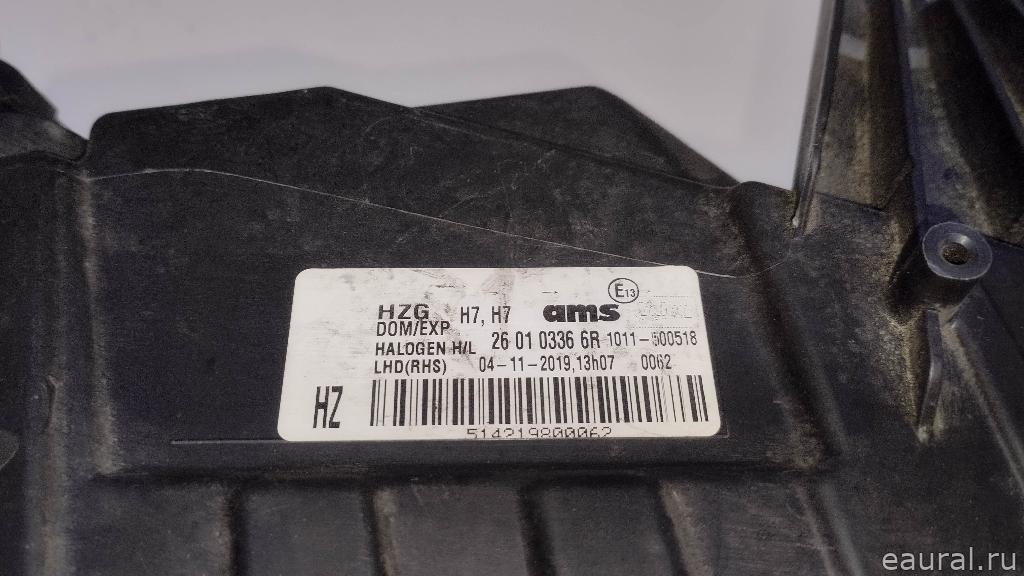 HZG H7, H7 ams E13
DOM/EXP
HALOGEN H/L 26 01 0336 6R 1011-500518
LHD(RHS) 04-11-2019,13h07 0062
HZ
514219800062
eaural.ru